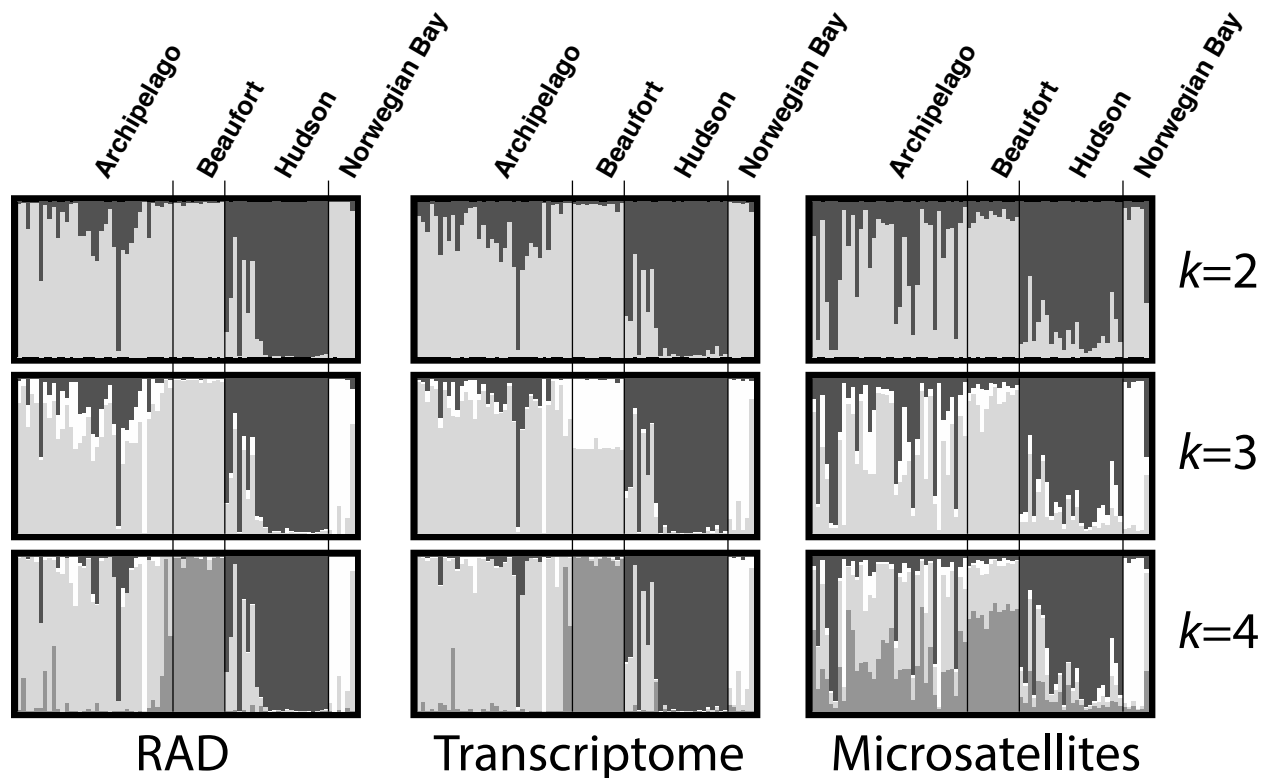 Archipelago
Beaufort
Hudson
Norwegian Bay
Archipelago
Beaufort
Hudson
Norwegian Bay
Archipelago
Beaufort
Hudson
Norwegian Bay
k=2
k=3
k=4
RAD
Transcriptome
Microsatellites